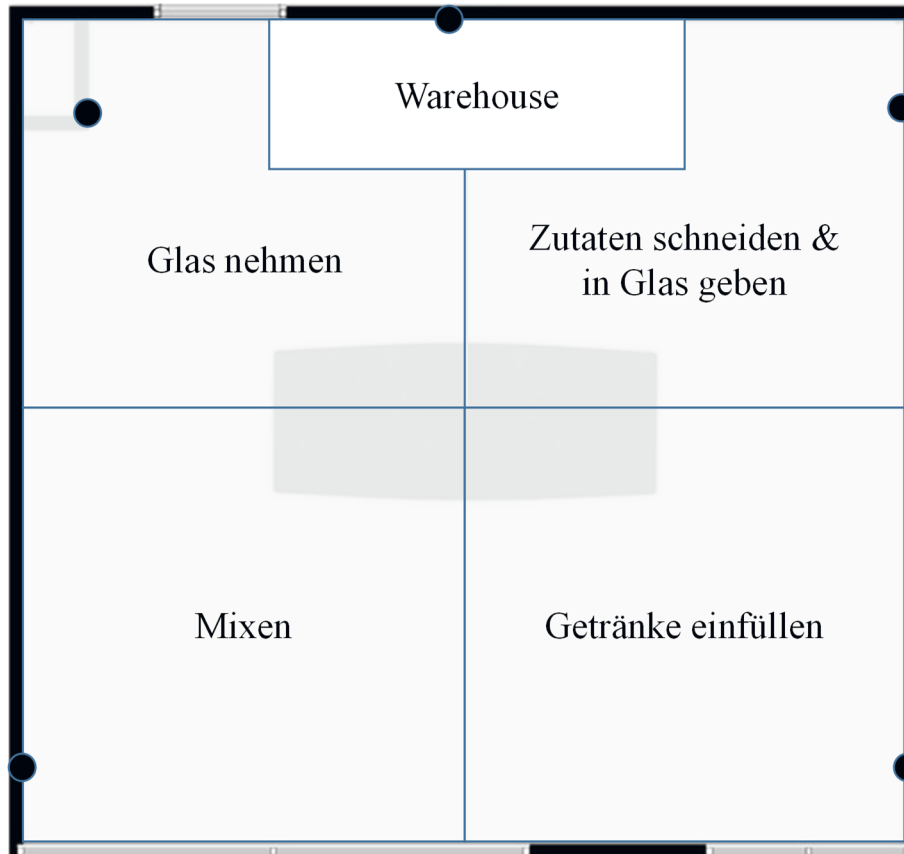 Warehouse
Glas nehmen
Zutaten schneiden &
in Glas geben
Mixen
Getränke einfüllen